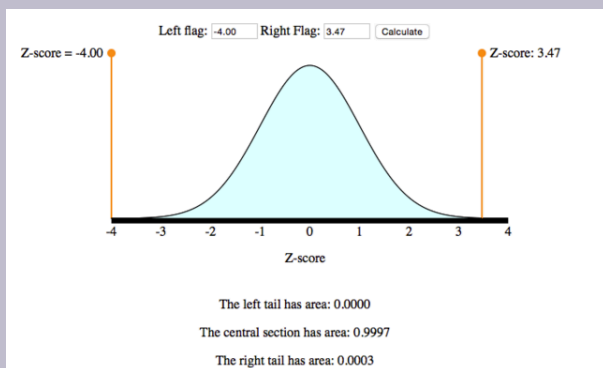 Left flag: -4.00 Right Flag: 3.47 Calculate
Z-score = -4.00
Z-score: 3.47
-4 -3 -2 -1 0 1 2 3 4
Z-score
The left tail has area: 0.0000
The central section has area: 0.9997
The right tail has area: 0.0003